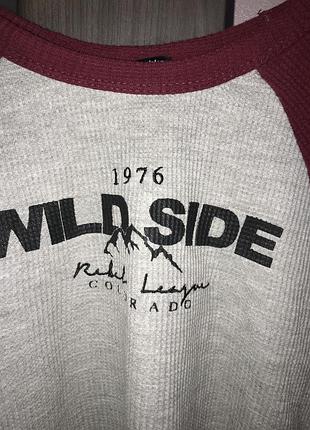 1976
WILD SIDE
Rebel League
COLORADO